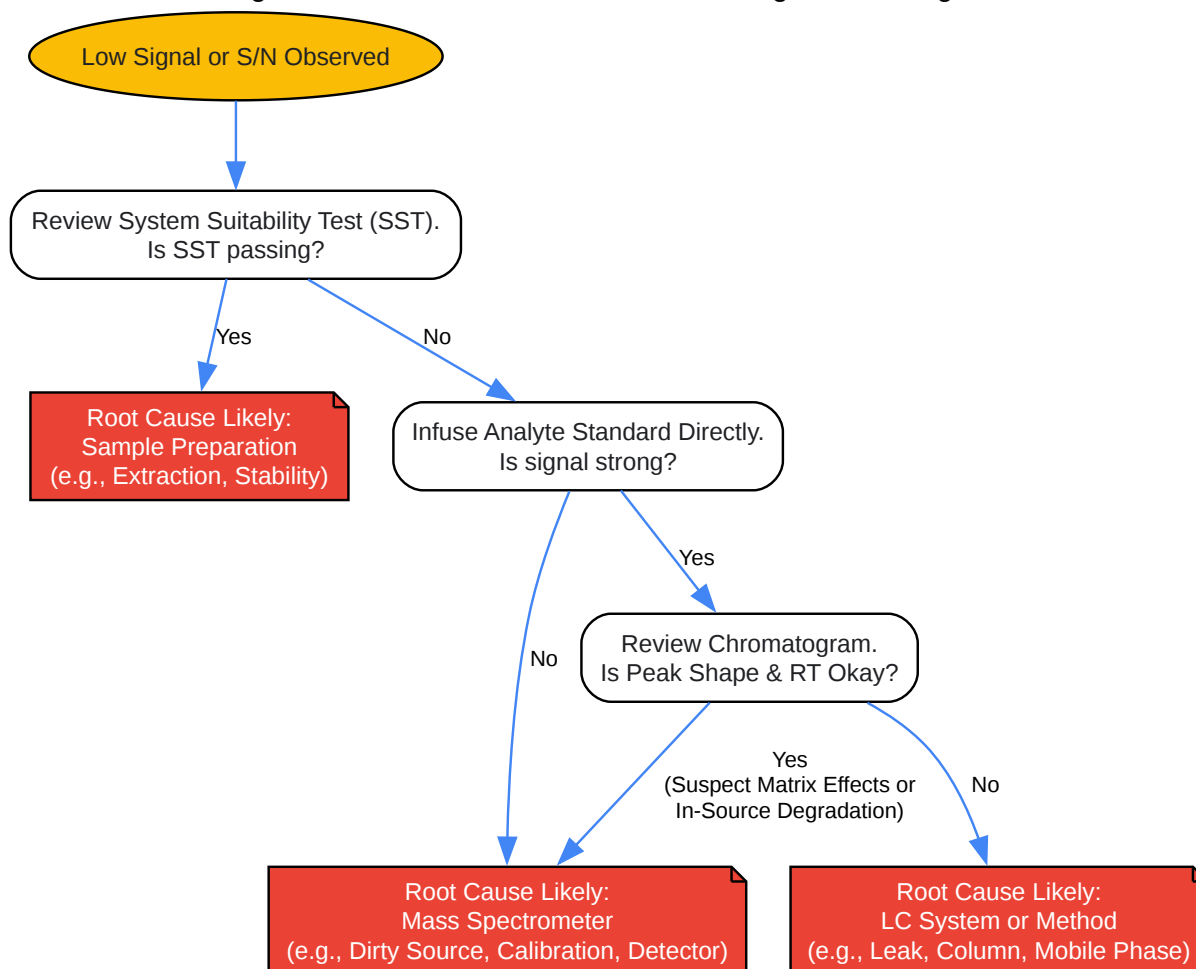 Low Signal or S/N Observed
Review System Suitability Test (SST).
Is SST passing?
Yes
No
Root Cause Likely:
Sample Preparation
(e.g., Extraction, Stability)
Infuse Analyte Standard Directly.
Is signal strong?
Yes
No
Review Chromatogram.
Is Peak Shape & RT Okay?
Yes
(Suspect Matrix Effects or
In-Source Degradation)
No
Root Cause Likely:
Mass Spectrometer
(e.g., Dirty Source, Calibration, Detector)
Root Cause Likely:
LC System or Method
(e.g., Leak, Column, Mobile Phase)